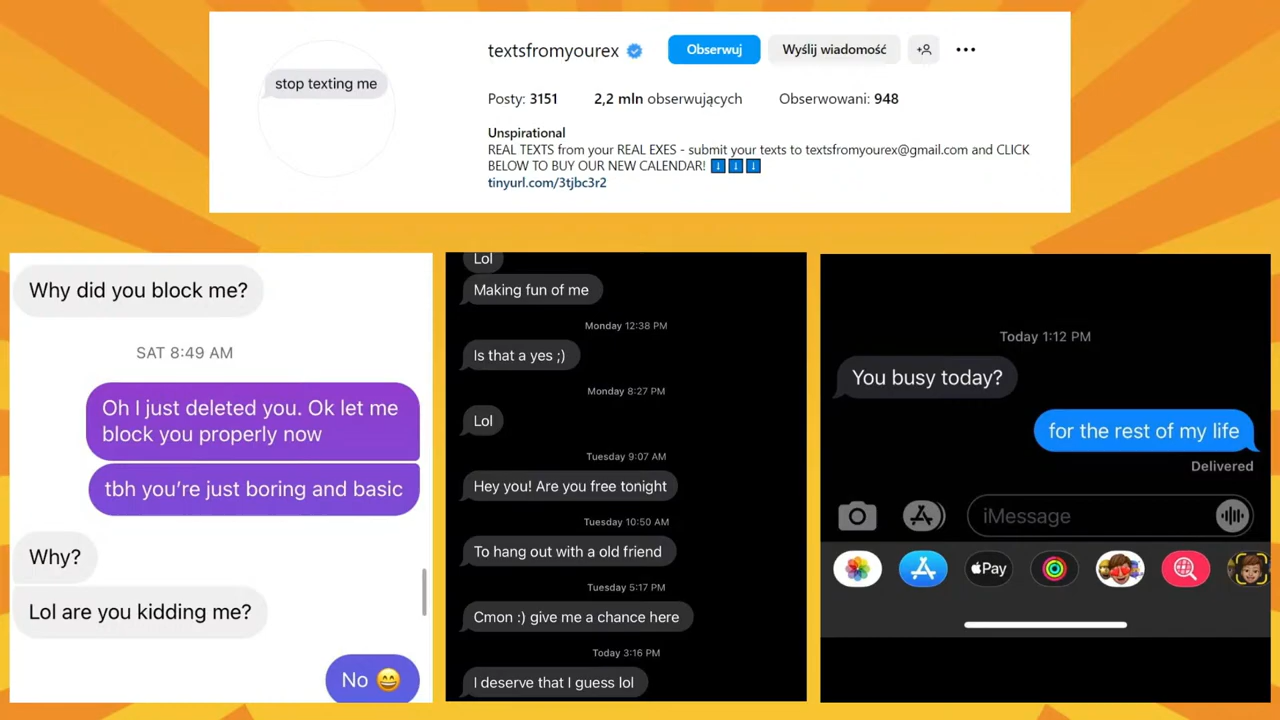 stop texting me
textsfromyourex
Obserwuj
Wyślij wiadomość
Posty: 3151
2,2 mln obserwujących
Obserwowani: 948
Unspirational
REAL TEXTS from your REAL EXES - submit your texts to textsfromyourex@gmail.com and CLICK
BELOW TO BUY OUR NEW CALENDAR! ⬇️⬇️⬇️
tinyurl.com/3tjbc3r2
Why did you block me?
SAT 8:49 AM
Oh I just deleted you. Ok let me
block you properly now
tbh you’re just boring and basic
Why?
Lol are you kidding me?
No 😄
Lol
Making fun of me
Monday 12:38 PM
Is that a yes ;)
Monday 8:27 PM
Lol
Tuesday 9:07 AM
Hey you! Are you free tonight
Tuesday 10:50 AM
To hang out with a old friend
Tuesday 5:17 PM
Cmon :) give me a chance here
Today 3:16 PM
I deserve that I guess lol
Today 1:12 PM
You busy today?
for the rest of my life
Delivered
iMessage
Pay